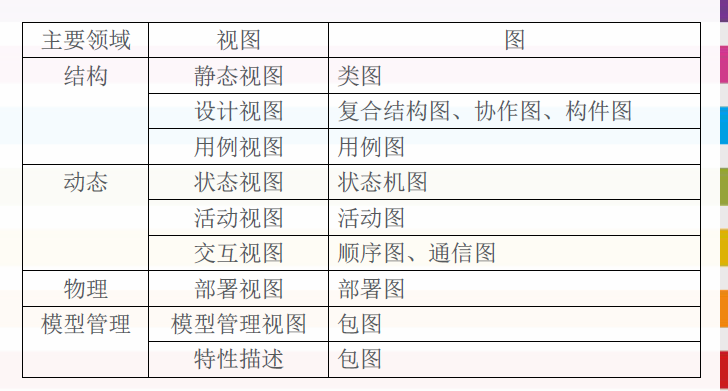 主要领域 视图 图
结构 静态视图 类图
设计视图 复合结构图、协作图、构件图
用例视图 用例图
动态 状态视图 状态机图
活动视图 活动图
交互视图 顺序图、通信图
物理 部署视图 部署图
模型管理 模型管理视图 包图
特性描述 包图